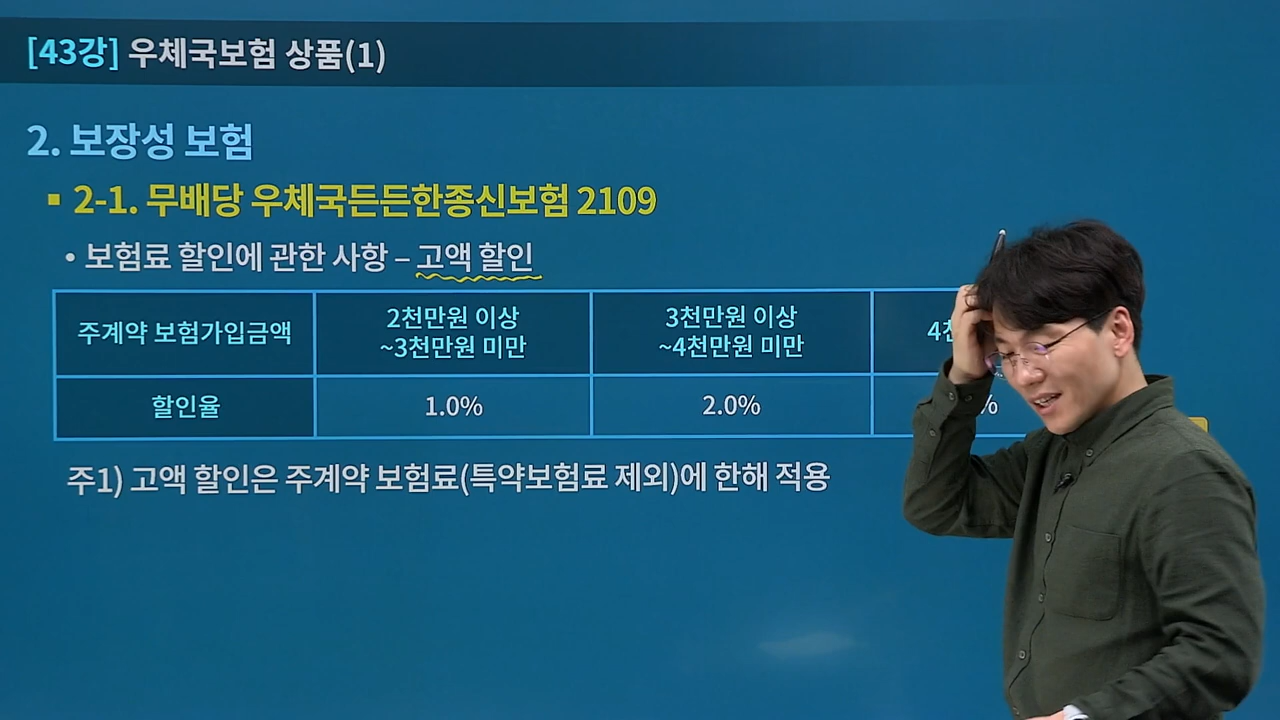 [43강] 우체국보험 상품(1)
2. 보장성 보험
▪ 2-1. 무배당 우체국든든한종신보험 2109
• 보험료 할인에 관한 사항 – 고액 할인
주계약 보험가입금액
2천만원 이상
~3천만원 미만
3천만원 이상
~4천만원 미만
할인율
1.0%
2.0%
%
주1) 고액 할인은 주계약 보험료(특약보험료 제외)에 한해 적용